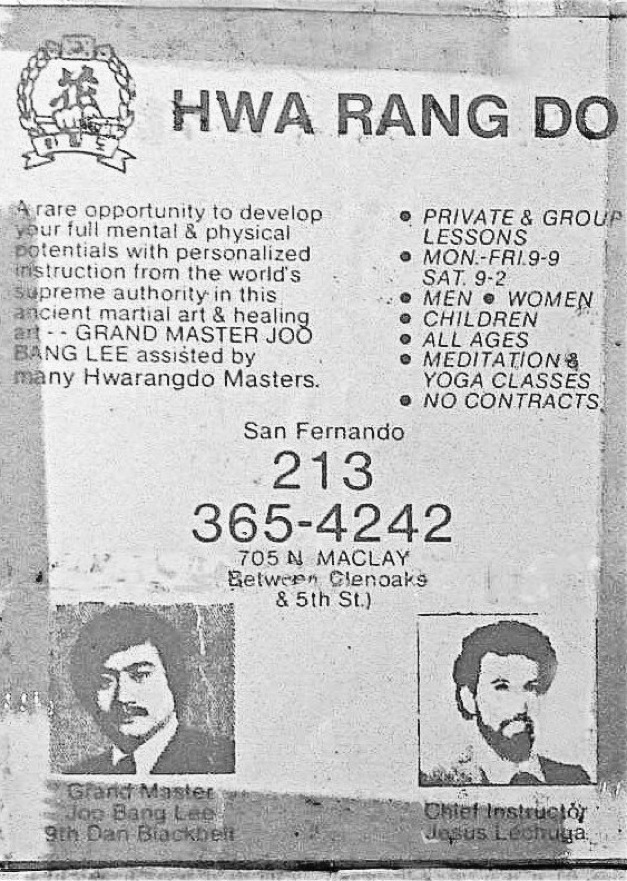 HWA RANG DO
A rare opportunity to develop
your full mental & physical
potentials with personalized
instruction from the world's
supreme authority in this
ancient martial art & healing
art -- GRAND MASTER JOO
BANG LEE assisted by
many Hwarangdo Masters.
● PRIVATE & GROUP
LESSONS
● MON.-FRI.9-9
SAT. 9-2
● MEN ● WOMEN
● CHILDREN
● ALL AGES
● MEDITATION &
YOGA CLASSES
● NO CONTRACTS
San Fernando
213
365-4242
705 N MACLAY
Between Glenoaks
& 5th St.)
Grand Master
Joo Bang Lee
9th Dan Blackbelt
Chief Instructor
Jesus Lechuga